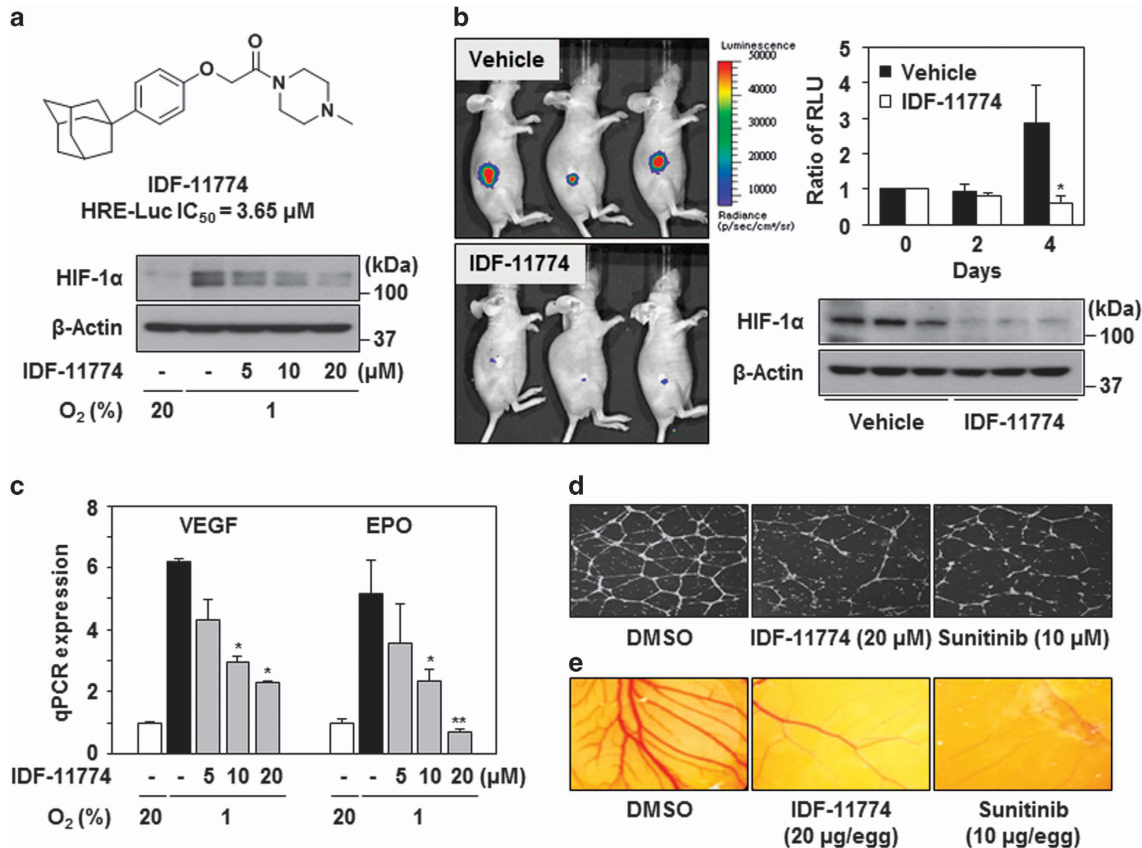 a
O
O
N
N
IDF-11774
HRE-Luc IC50 = 3.65 µM
HIF-1α
(kDa)
100
β-Actin
37
IDF-11774 - - 5 10 20 (µM)
O2 (%) 20 1
b
Vehicle
IDF-11774
Luminescence
50000
40000
30000
20000
10000
Radiance
(p/sec/cm²/sr)
5
4
3
2
1
0
Ratio of RLU
Vehicle
IDF-11774
*
0 2 4
Days
HIF-1α
(kDa)
100
β-Actin
37
Vehicle IDF-11774
c
8
6
4
2
0
qPCR expression
VEGF EPO
* * * **
IDF-11774 - - 5 10 20 - - 5 10 20 (µM)
O2 (%) 20 1 20 1
d
DMSO IDF-11774 (20 µM) Sunitinib (10 µM)
e
DMSO IDF-11774 Sunitinib
(20 µg/egg) (10 µg/egg)